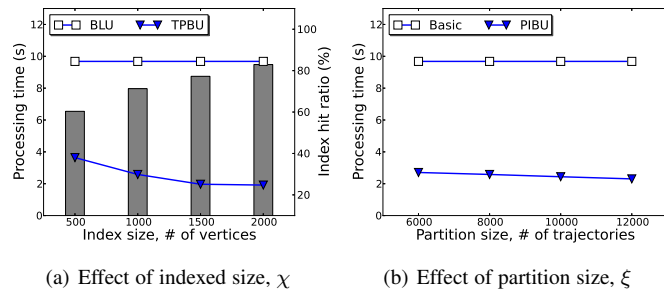 BLU TPBU
Processing time (s)
0 2 4 6 8 10 12
Index hit ratio (%)
20 40 60 80 100
500 1000 1500 2000
Index size, # of vertices
(a) Effect of indexed size, χ
Basic PIBU
Processing time (s)
0 2 4 6 8 10 12
6000 8000 10000 12000
Partition size, # of trajectories
(b) Effect of partition size, ξ